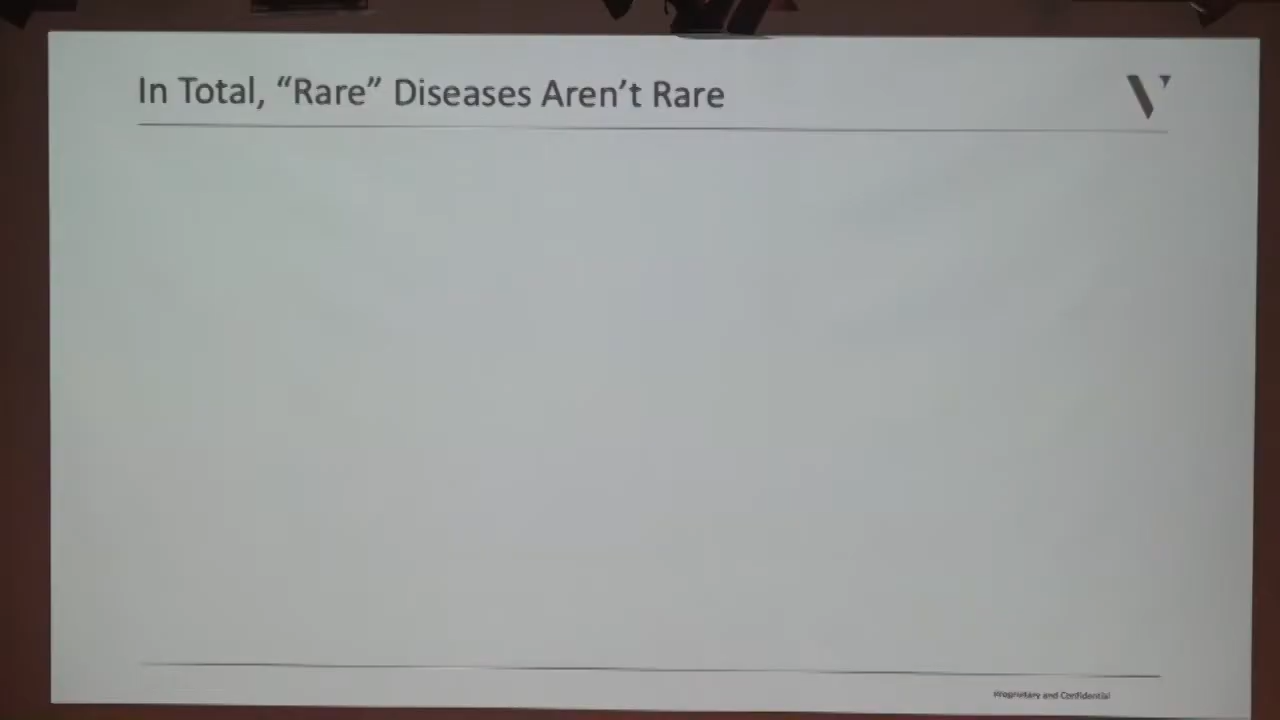 In Total, “Rare” Diseases Aren’t Rare
Proprietary and Confidential